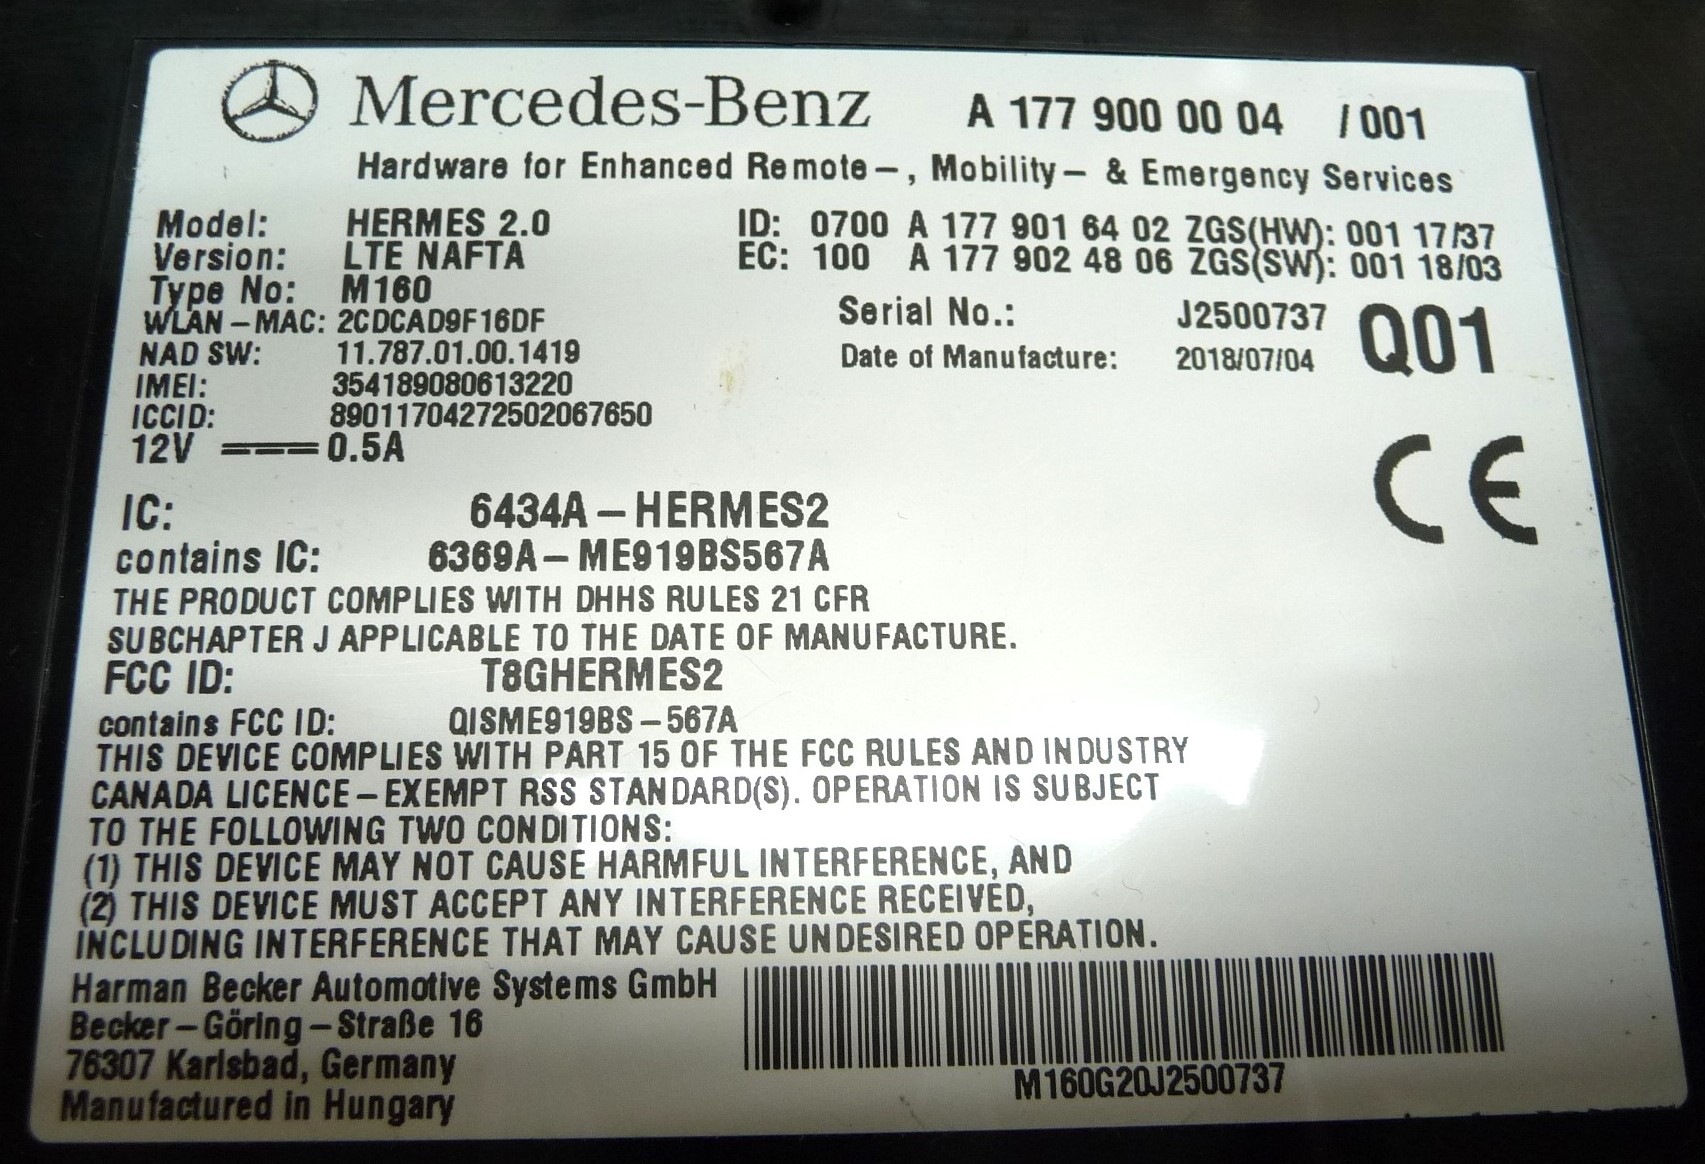 Mercedes-Benz A 177 900 00 04 /001
Hardware for Enhanced Remote-, Mobility- & Emergency Services
Model: HERMES 2.0 ID: 0700 A 177 901 64 02 ZGS(HW): 001 17/37
Version: LTE NAFTA EC: 100 A 177 902 48 06 ZGS(SW): 001 18/03
Type No: M160
WLAN-MAC: 2CDCAD9F16DF Serial No.: J2500737 Q01
NAD SW: 11.787.01.00.1419 Date of Manufacture: 2018/07/04
IMEI: 354189080613220
ICCID: 89011704272502067650
12V 0.5A
CE
IC: 6434A-HERMES2
contains IC: 6369A-ME919BS567A
THE PRODUCT COMPLIES WITH DHHS RULES 21 CFR
SUBCHAPTER J APPLICABLE TO THE DATE OF MANUFACTURE.
FCC ID: T8GHERMES2
contains FCC ID: QISME919BS-567A
THIS DEVICE COMPLIES WITH PART 15 OF THE FCC RULES AND INDUSTRY
CANADA LICENCE-EXEMPT RSS STANDARD(S). OPERATION IS SUBJECT
TO THE FOLLOWING TWO CONDITIONS:
(1) THIS DEVICE MAY NOT CAUSE HARMFUL INTERFERENCE, AND
(2) THIS DEVICE MUST ACCEPT ANY INTERFERENCE RECEIVED,
INCLUDING INTERFERENCE THAT MAY CAUSE UNDESIRED OPERATION.
Harman Becker Automotive Systems GmbH
Becker-Göring-Straße 16
76307 Karlsbad, Germany
Manufactured in Hungary
M160G20J2500737